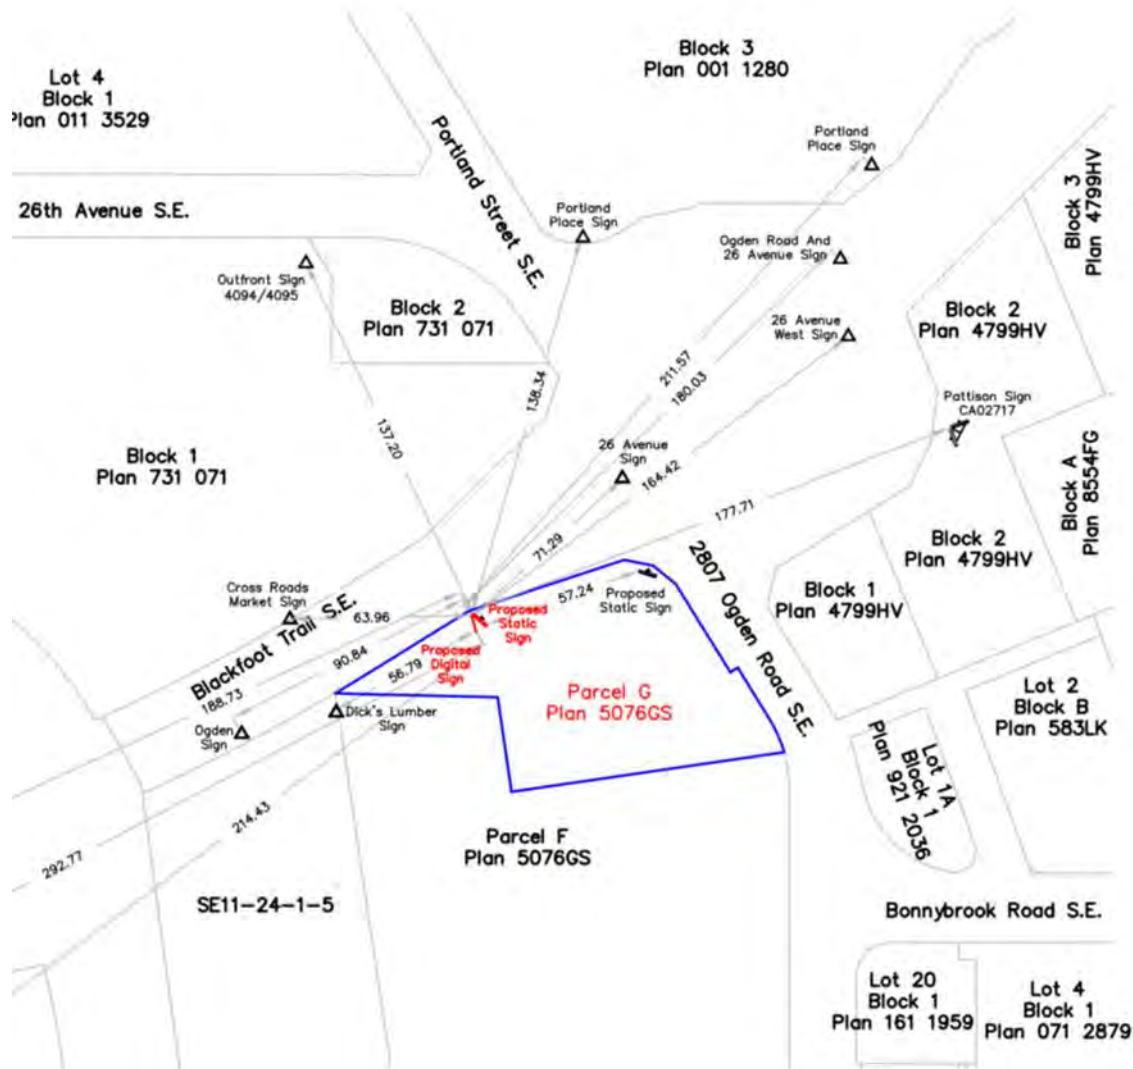 Block 3
Plan 001 1280
Lot 4
Block 1
Plan 011 3529
Portland Street S.E.
Portland
Place Sign
Block 3
Plan 4799HV
26th Avenue S.E.
Portland
Place Sign
Ogden Road And
26 Avenue Sign
Outfront Sign
4094/4095
Block 2
Plan 731 071
Block 2
Plan 4799HV
26 Avenue
West Sign
211.57
180.03
138.34
137.20
Pattison Sign
CA02717
Block 1
Plan 731 071
26 Avenue
Sign
164.42
Block A
Plan 8554FG
177.71
71.29
Block 2
Plan 4799HV
2807 Ogden Road S.E.
Cross Roads
Market Sign
57.24
Proposed
Static Sign
Block 1
Plan 4799HV
63.96
Proposed
Static
Sign
Blackfoot Trail S.E.
90.84
56.79
Proposed
Digital
Sign
188.73
Parcel G
Plan 5076GS
Lot 2
Block B
Plan 583LK
Ogden
Sign
Dick's Lumber
Sign
Lot 1A
Block 1
Plan 921 2036
214.43
Parcel F
Plan 5076GS
292.77
SE11-24-1-5
Bonnybrook Road S.E.
Lot 20
Block 1
Plan 161 1959
Lot 4
Block 1
Plan 071 2879